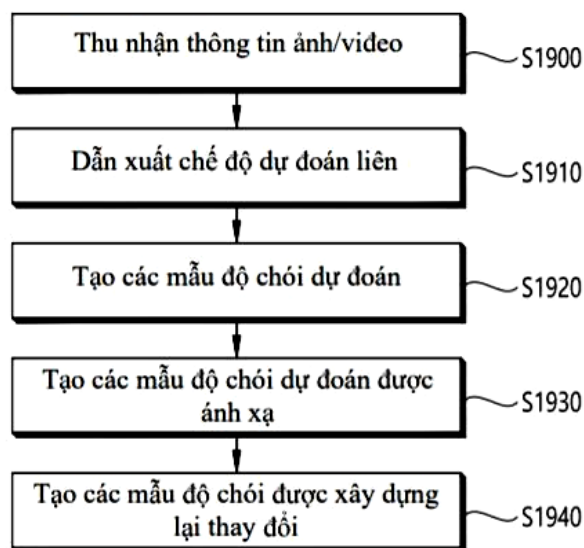 Thu nhận thông tin ảnh/viđeo
S1900
Dẫn xuất chế độ dự đoán liên
S1910
Tạo các mẫu độ chói dự đoán
S1920
Tạo các mẫu độ chói dự đoán được
ánh xạ
S1930
Tạo các mẫu độ chói được xây dựng
lại thay đổi
S1940